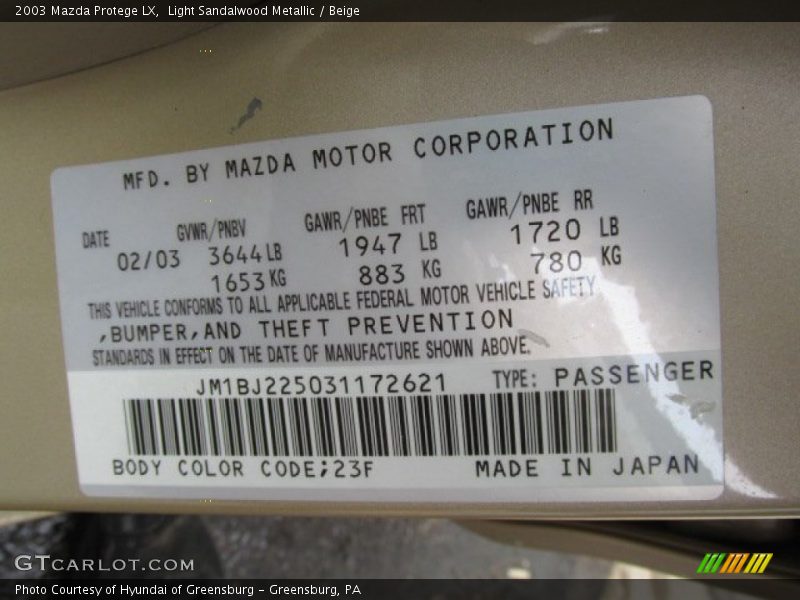 2003 Mazda Protege LX, Light Sandalwood Metallic / Beige
MFD. BY MAZDA MOTOR CORPORATION
DATE GVWR/PNBV GAWR/PNBE FRT GAWR/PNBE RR
02/03 3644 LB 1947 LB 1720 LB
1653 KG 883 KG 780 KG
THIS VEHICLE CONFORMS TO ALL APPLICABLE FEDERAL MOTOR VEHICLE SAFETY
,BUMPER,AND THEFT PREVENTION
STANDARDS IN EFFECT ON THE DATE OF MANUFACTURE SHOWN ABOVE.
JM1BJ225031172621 TYPE: PASSENGER
BODY COLOR CODE;23F MADE IN JAPAN
GTCARLOT.COM
Photo Courtesy of Hyundai of Greensburg - Greensburg, PA